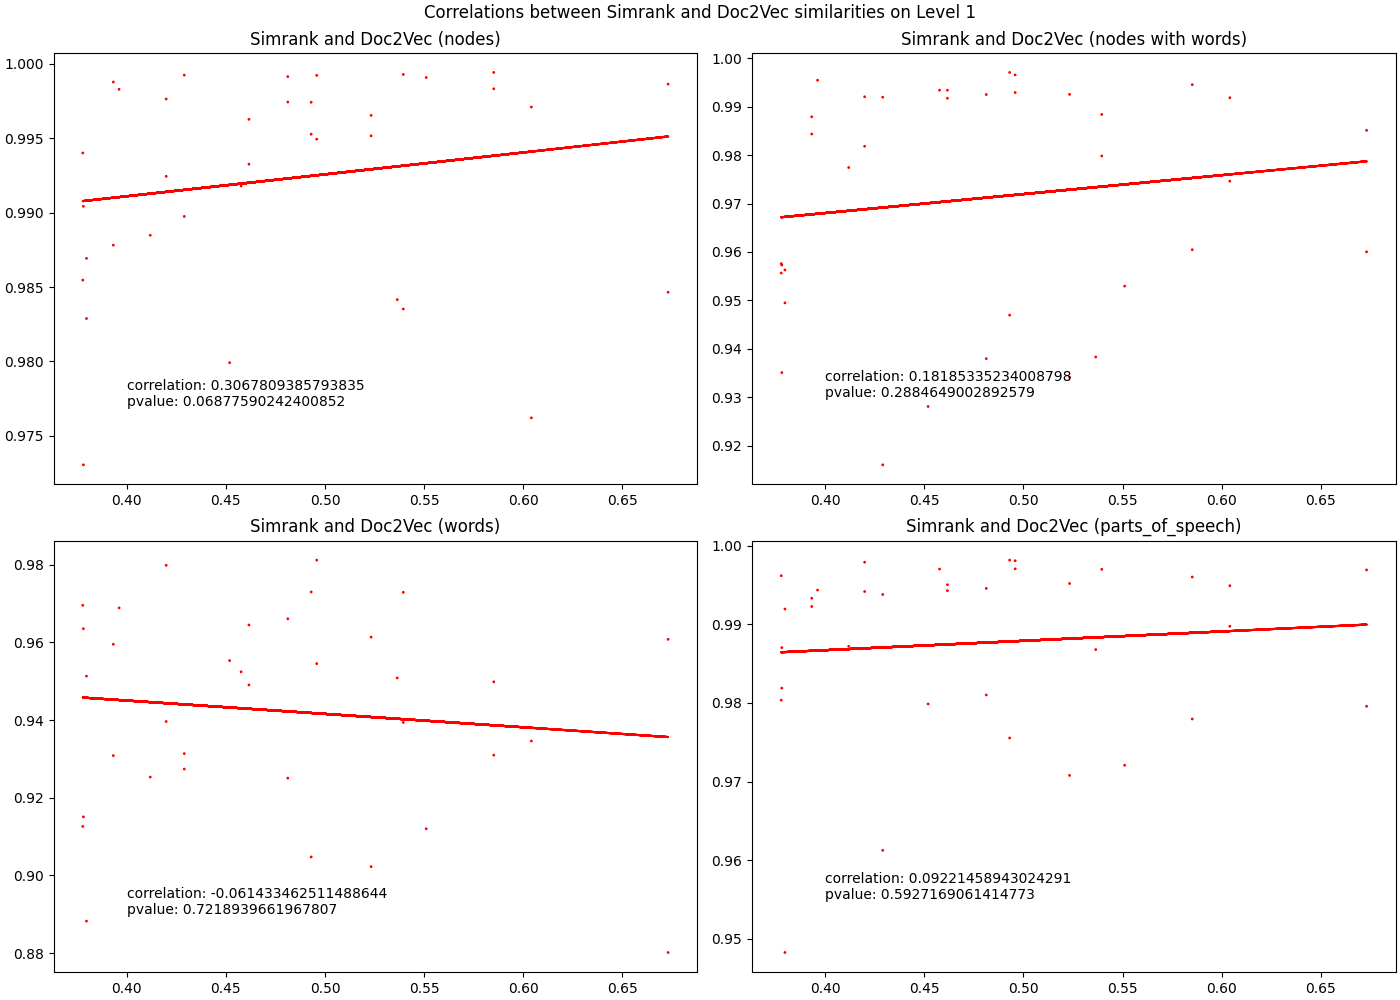 Correlations between Simrank and Doc2Vec similarities on Level 1
Simrank and Doc2Vec (nodes)
1.000
0.995
0.990
0.985
0.980
0.975
correlation: 0.3067809385793835
pvalue: 0.06877590242400852
0.40 0.45 0.50 0.55 0.60 0.65
Simrank and Doc2Vec (nodes with words)
1.00
0.99
0.98
0.97
0.96
0.95
0.94
0.93
0.92
correlation: 0.18185335234008798
pvalue: 0.2884649002892579
0.40 0.45 0.50 0.55 0.60 0.65
Simrank and Doc2Vec (words)
0.98
0.96
0.94
0.92
0.90
0.88
correlation: -0.061433462511488644
pvalue: 0.7218939661967807
0.40 0.45 0.50 0.55 0.60 0.65
Simrank and Doc2Vec (parts_of_speech)
1.00
0.99
0.98
0.97
0.96
0.95
correlation: 0.09221458943024291
pvalue: 0.5927169061414773
0.40 0.45 0.50 0.55 0.60 0.65